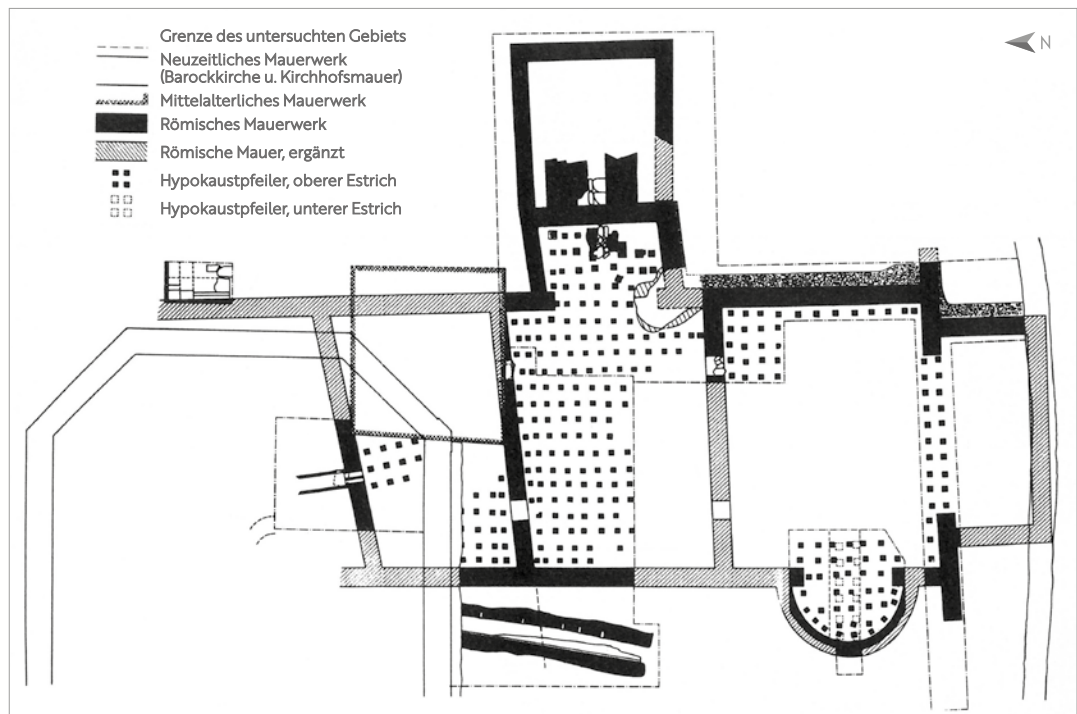 Grenze des untersuchten Gebiets
Neuzeitliches Mauerwerk
(Barockkirche u. Kirchhofsmauer)
Mittelalterliches Mauerwerk
Römisches Mauerwerk
Römische Mauer, ergänzt
Hypokaustpfeiler, oberer Estrich
Hypokaustpfeiler, unterer Estrich
N